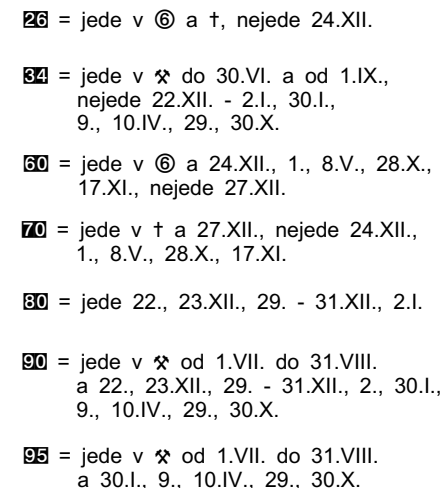 26 = jede v ⑥ a †, nejede 24.XII.
34 = jede v ⚒ do 30.VI. a od 1.IX.,
nejede 22.XII. - 2.I., 30.I.,
9., 10.IV., 29., 30.X.
60 = jede v ⑥ a 24.XII., 1., 8.V., 28.X.,
17.XI., nejede 27.XII.
70 = jede v † a 27.XII., nejede 24.XII.,
1., 8.V., 28.X., 17.XI.
80 = jede 22., 23.XII., 29. - 31.XII., 2.I.
90 = jede v ⚒ od 1.VII. do 31.VIII.
a 22., 23.XII., 29. - 31.XII., 2., 30.I.,
9., 10.IV., 29., 30.X.
95 = jede v ⚒ od 1.VII. do 31.VIII.
a 30.I., 9., 10.IV., 29., 30.X.